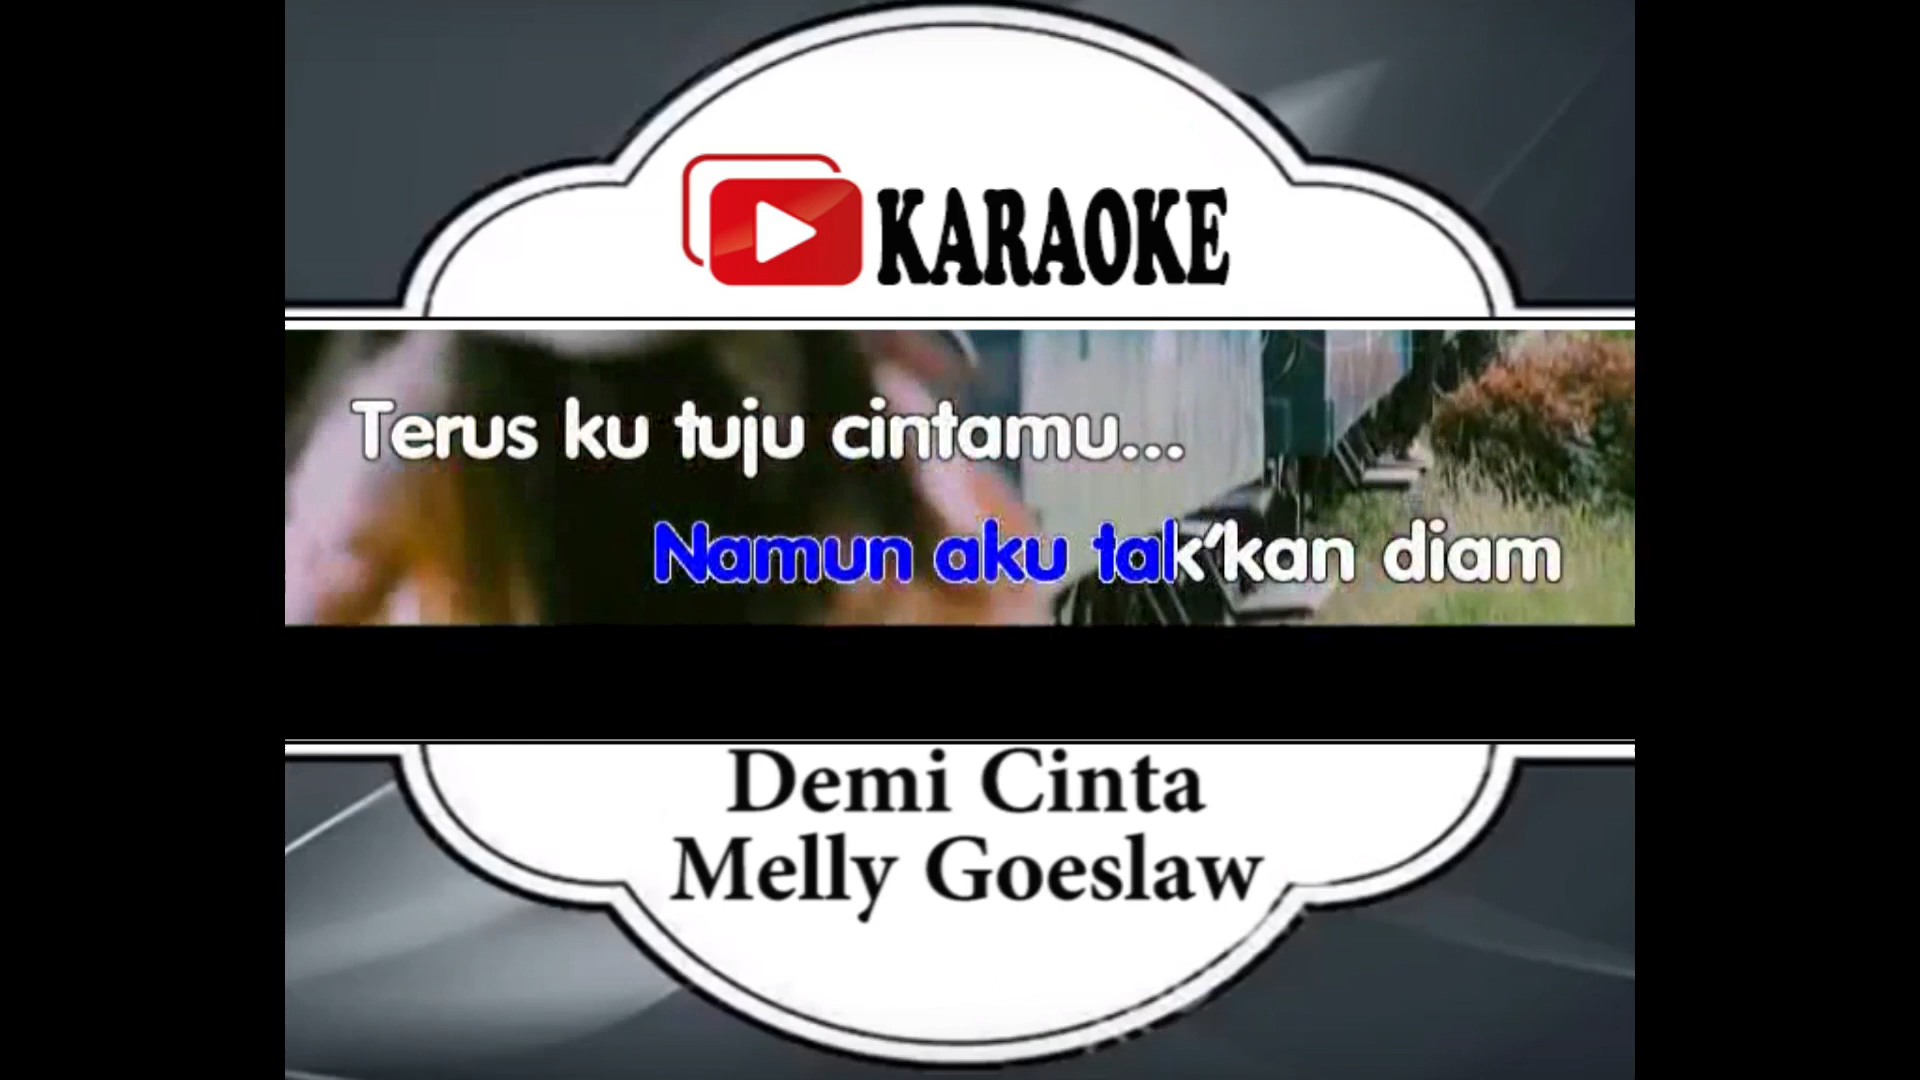 KARAOKE
Terus ku tuju cintamu...
Namun aku tak'kan diam
Demi Cinta
Melly Goeslaw